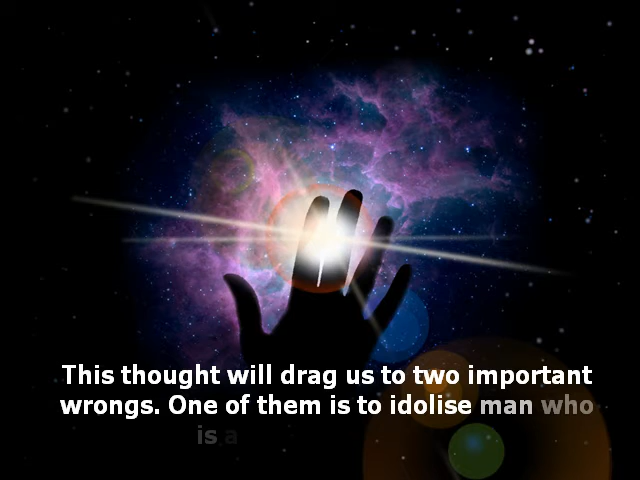 This thought will drag us to two important
wrongs. One of them is to idolise man who
is a